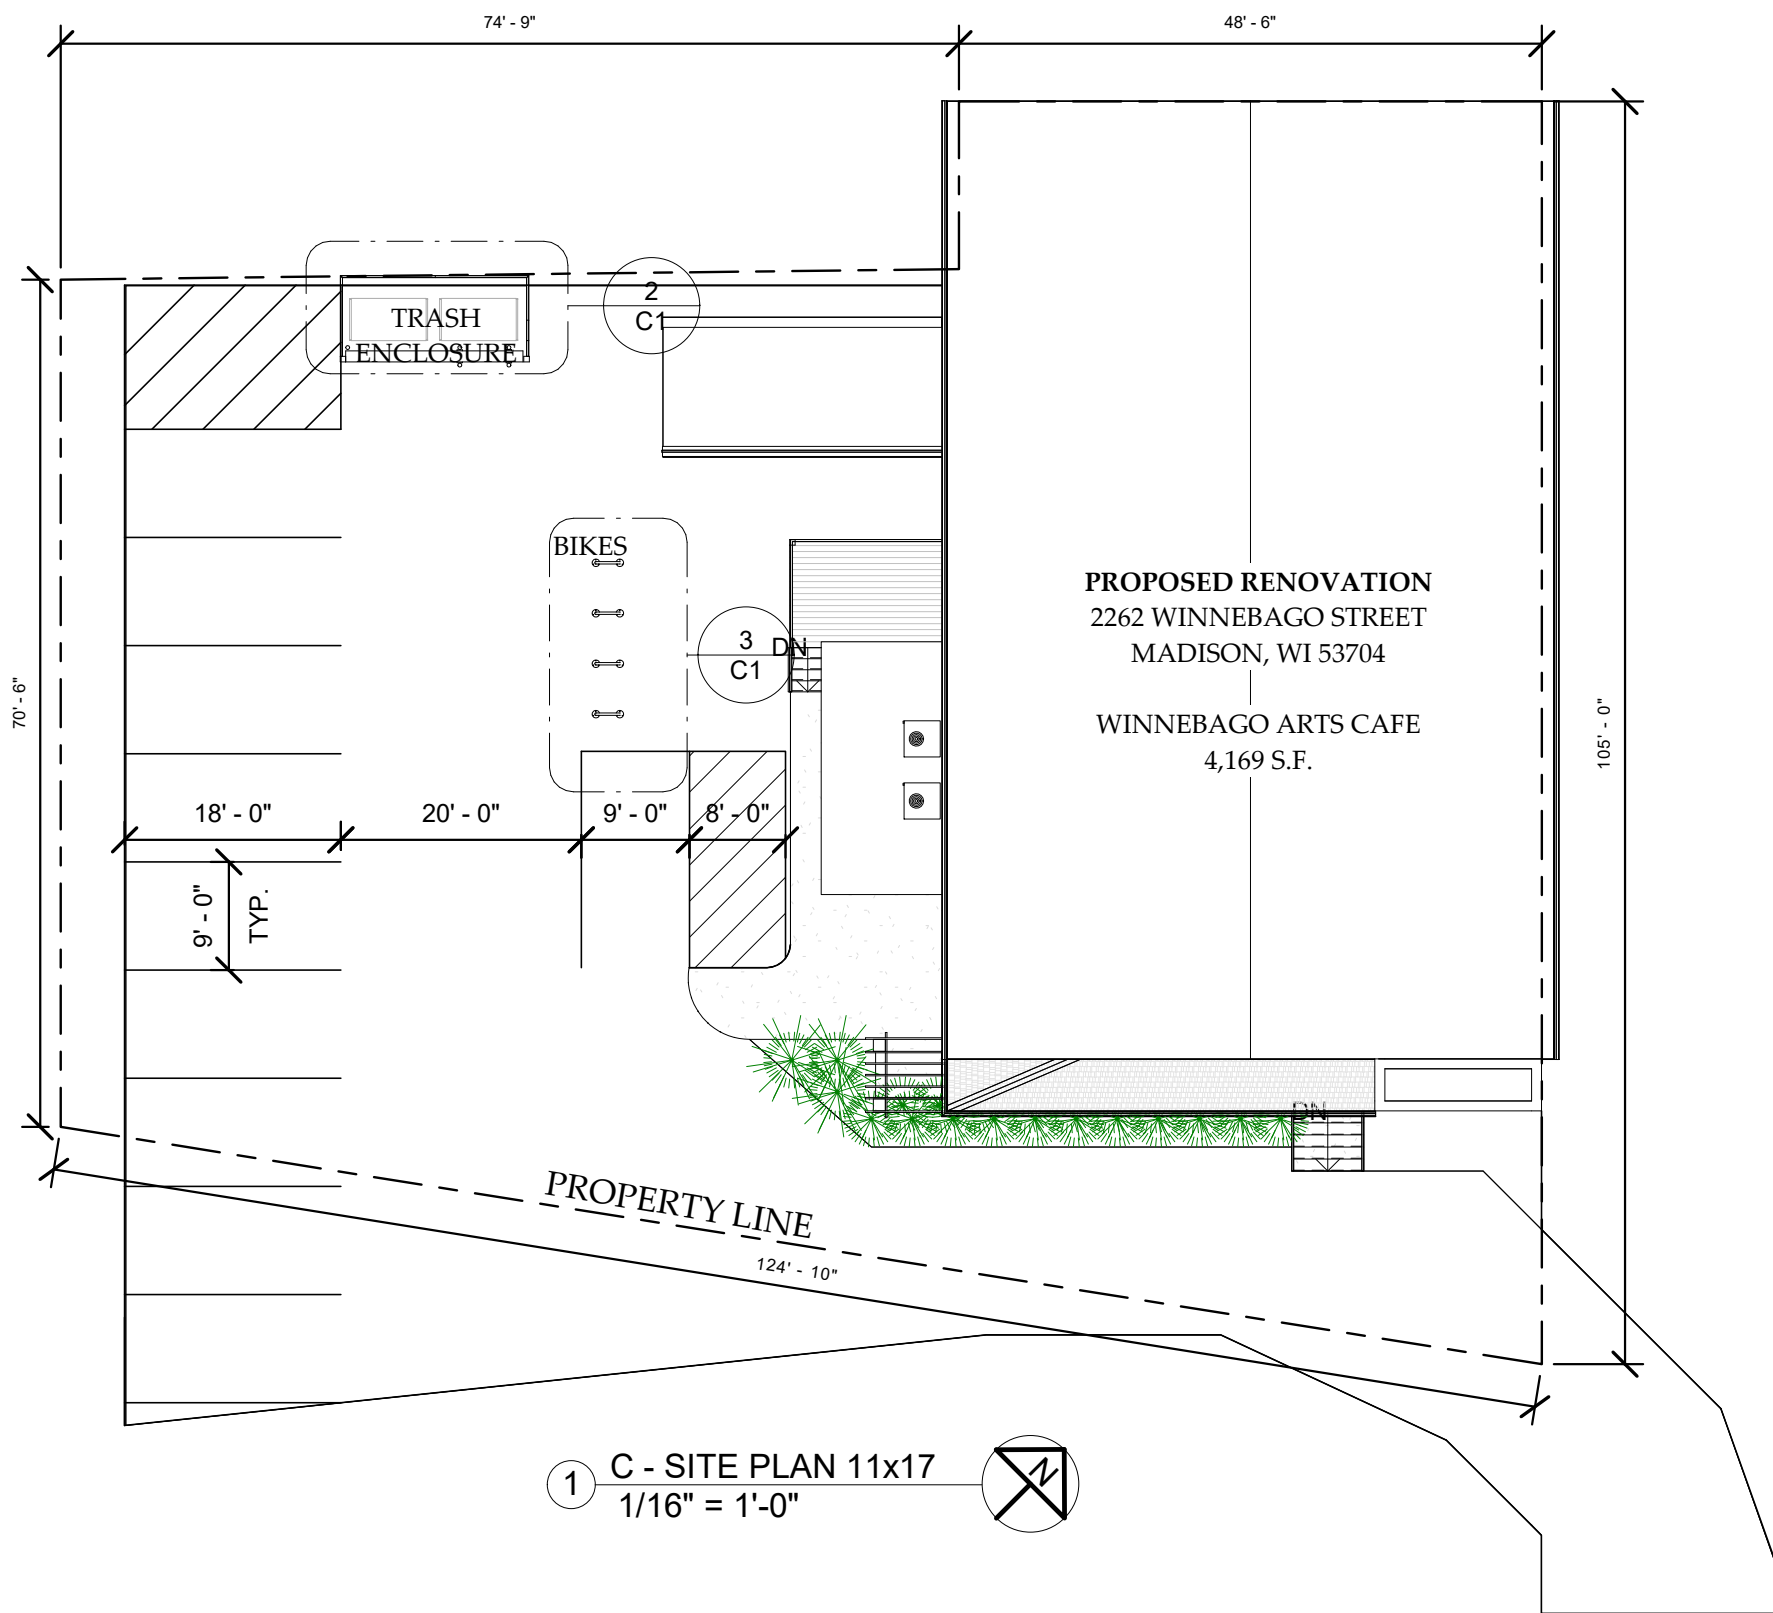 74' - 9"
48' - 6"
2
C1
TRASH
ENCLOSURE
BIKES
3
C1
DN
PROPOSED RENOVATION
2262 WINNEBAGO STREET
MADISON, WI 53704
WINNEBAGO ARTS CAFE
4,169 S.F.
70' - 6"
105' - 0"
18' - 0"
20' - 0"
9' - 0"
8' - 0"
9' - 0"
TYP.
DN
PROPERTY LINE
124' - 10"
1
C - SITE PLAN 11x17
1/16" = 1'-0"
N